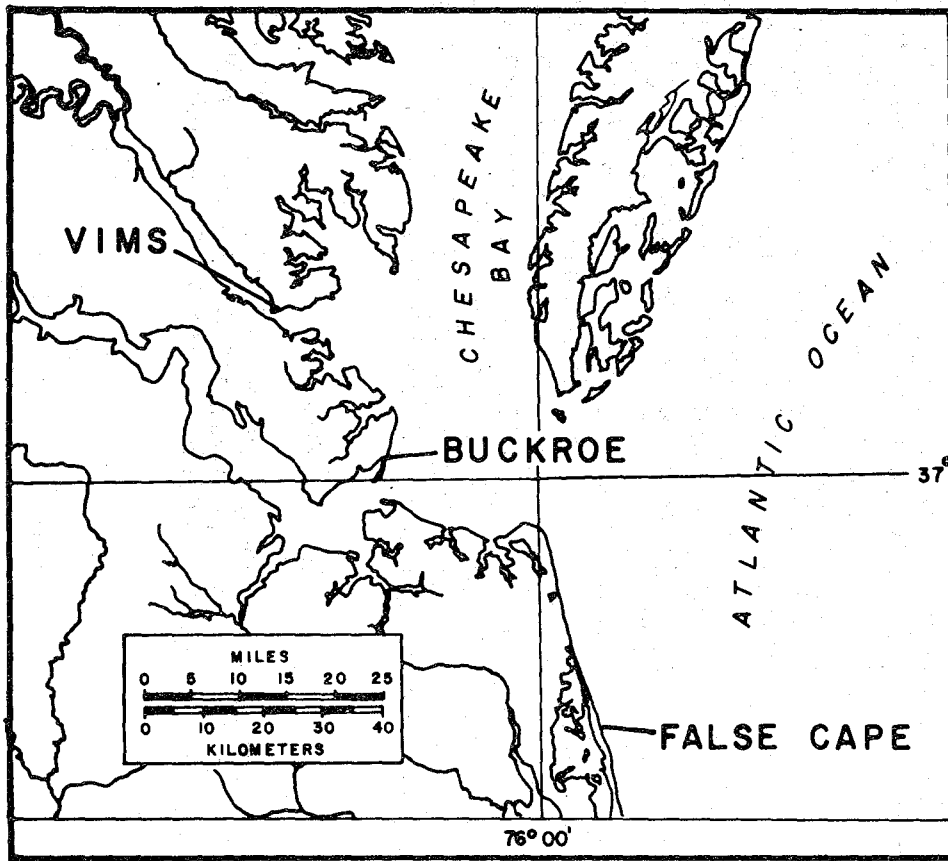 CHESAPEAKE
BAY
VIMS
ATLANTIC OCEAN
BUCKROE
37°
MILES
0 5 10 15 20 25
0 10 20 30 40
KILOMETERS
FALSE CAPE
76° 00'